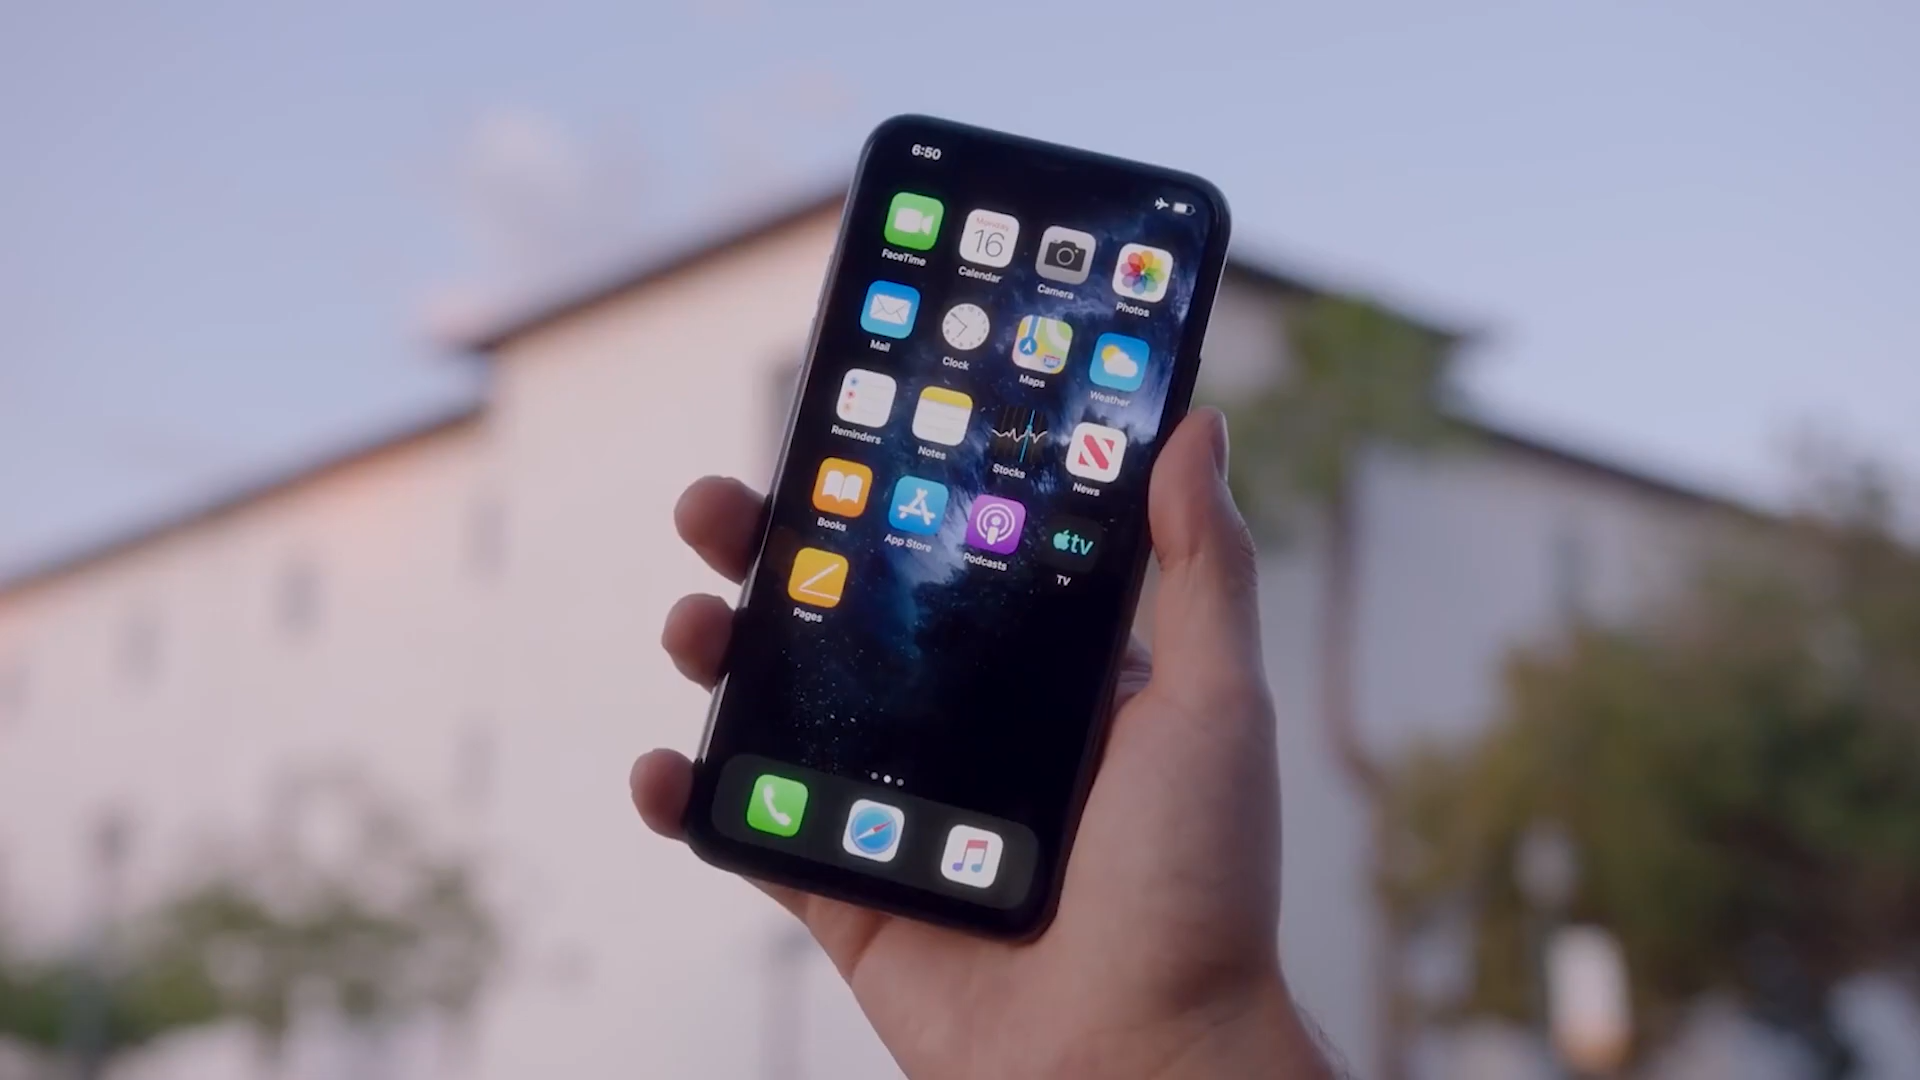 6:50
FaceTime
Monday
16
Calendar
Camera
Photos
Mail
Clock
Maps
Weather
Reminders
Notes
Stocks
News
Books
App Store
Podcasts
tv
TV
Pages